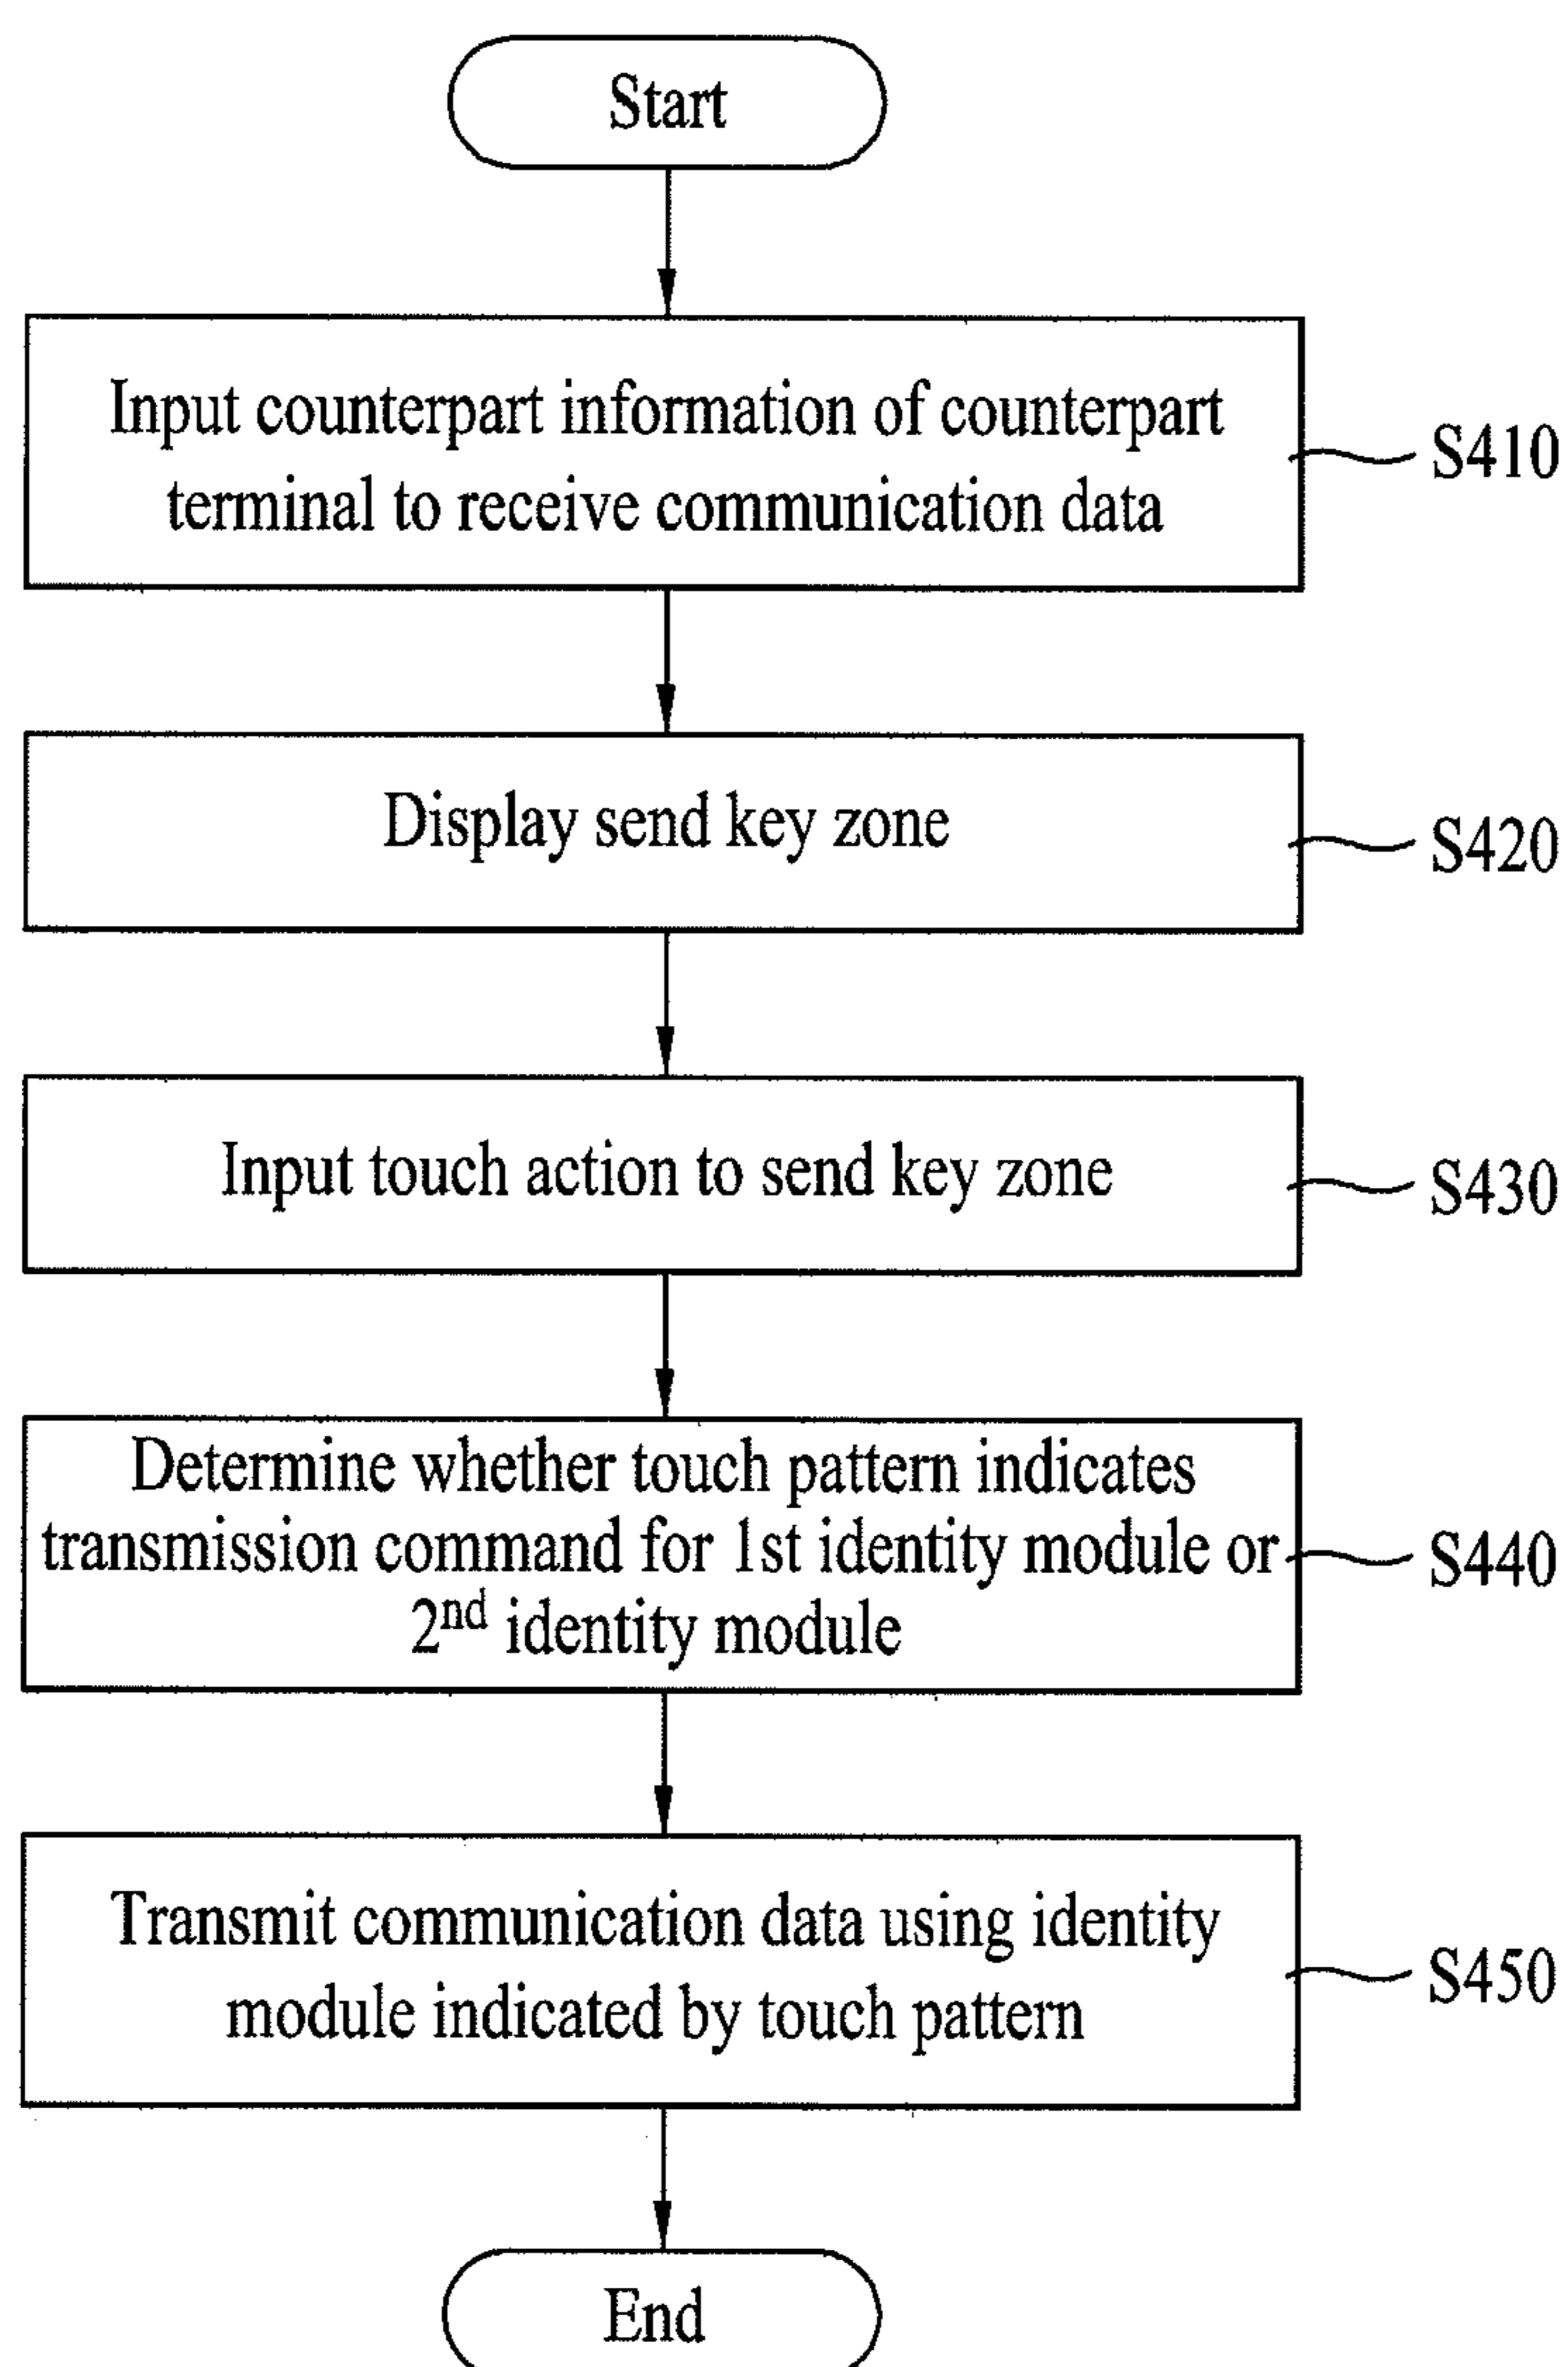 Start
Input counterpart information of counterpart
terminal to receive communication data
S410
Display send key zone
S420
Input touch action to send key zone
S430
Determine whether touch pattern indicates
transmission command for 1st identity module or
2nd identity module
S440
Transmit communication data using identity
module indicated by touch pattern
S450
End